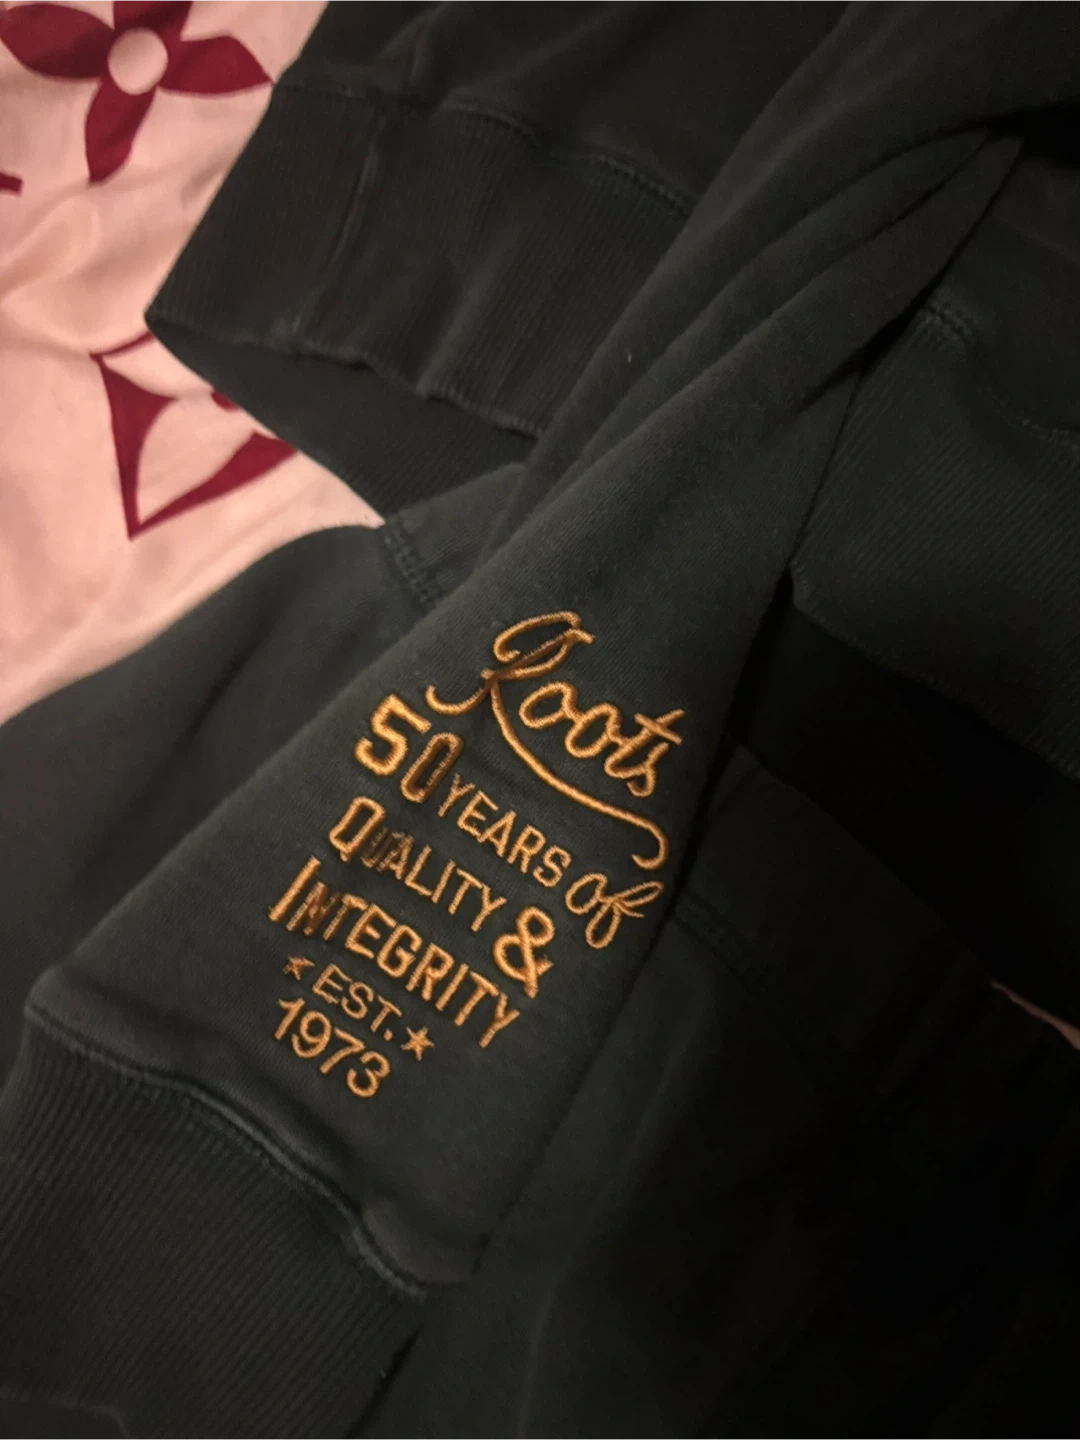 Roots
50 YEARS of
QUALITY &
INTEGRITY
★ EST. ★
1973